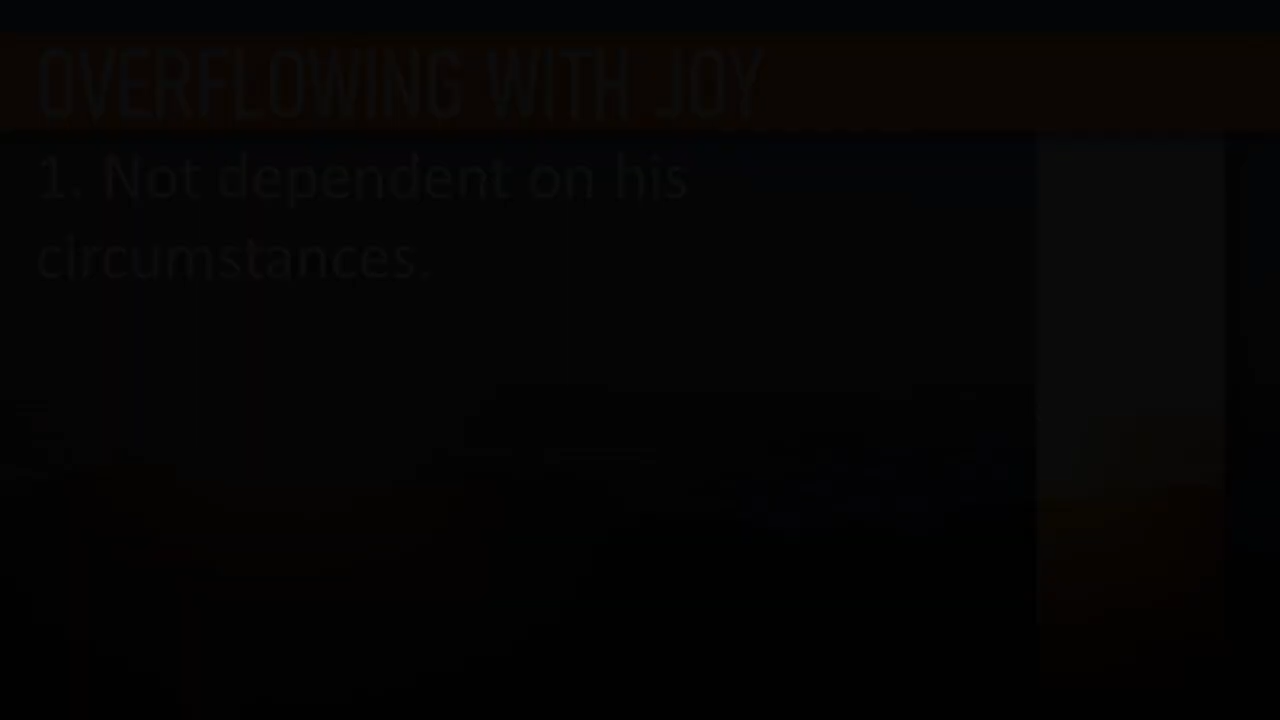 OVERFLOWING WITH JOY
1. Not dependent on his
circumstances.